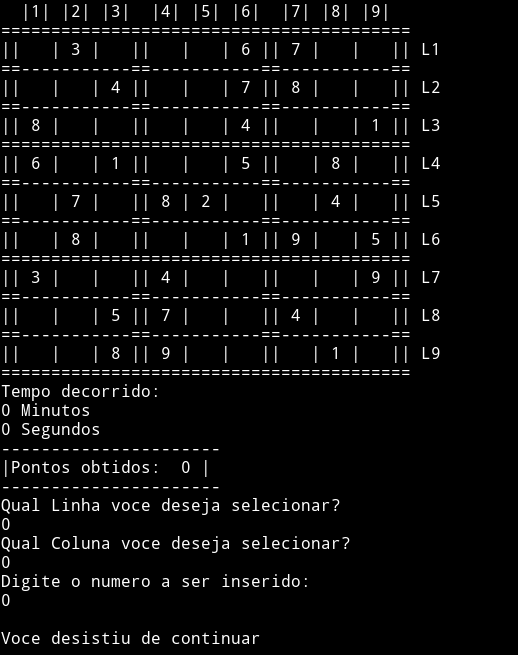 |1| |2| |3|  |4| |5| |6|  |7| |8| |9|
=========================================
||   | 3 |   ||   |   | 6 || 7 |   |   || L1
==-----------==-----------==-----------==
||   |   | 4 ||   |   | 7 || 8 |   |   || L2
==-----------==-----------==-----------==
|| 8 |   |   ||   |   | 4 ||   |   | 1 || L3
=========================================
|| 6 |   | 1 ||   |   | 5 ||   | 8 |   || L4
==-----------==-----------==-----------==
||   | 7 |   || 8 | 2 |   ||   | 4 |   || L5
==-----------==-----------==-----------==
||   | 8 |   ||   |   | 1 || 9 |   | 5 || L6
=========================================
|| 3 |   |   || 4 |   |   ||   |   | 9 || L7
==-----------==-----------==-----------==
||   |   | 5 || 7 |   |   || 4 |   |   || L8
==-----------==-----------==-----------==
||   |   | 8 || 9 |   |   ||   | 1 |   || L9
=========================================
Tempo decorrido:
0 Minutos
0 Segundos
----------------------
|Pontos obtidos:  0 |
----------------------
Qual Linha voce deseja selecionar?
0
Qual Coluna voce deseja selecionar?
0
Digite o numero a ser inserido:
0
Voce desistiu de continuar